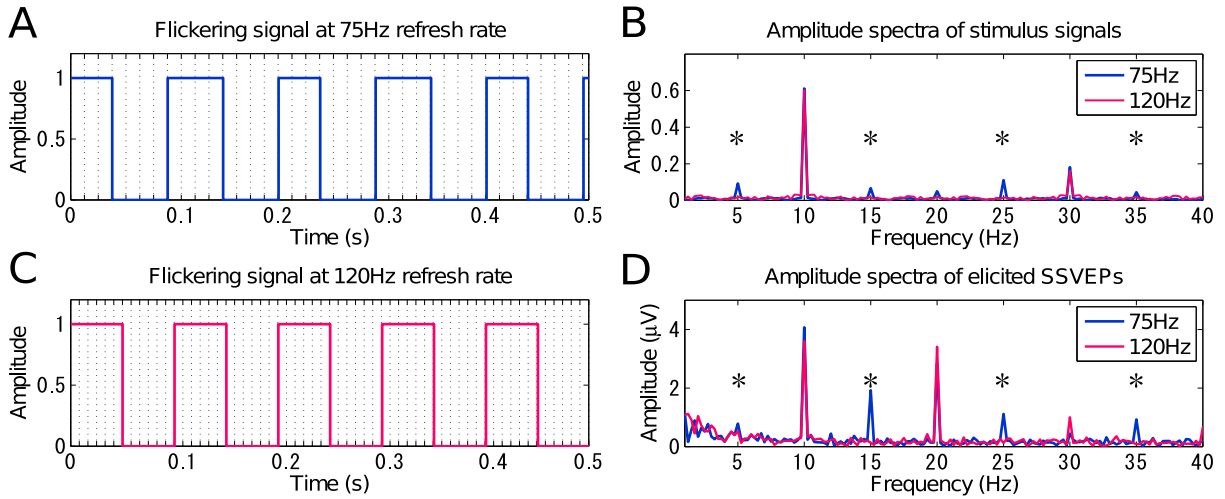 A
Flickering signal at 75Hz refresh rate
Amplitude
1
0.5
0
0 0.1 0.2 0.3 0.4 0.5
Time (s)
B
Amplitude spectra of stimulus signals
Amplitude
0.6
0.4
0.2
0
75Hz
120Hz
* * * *
5 10 15 20 25 30 35 40
Frequency (Hz)
C
Flickering signal at 120Hz refresh rate
Amplitude
1
0.5
0
0 0.1 0.2 0.3 0.4 0.5
Time (s)
D
Amplitude spectra of elicited SSVEPs
Amplitude (μV)
4
2
0
75Hz
120Hz
* * * *
5 10 15 20 25 30 35 40
Frequency (Hz)